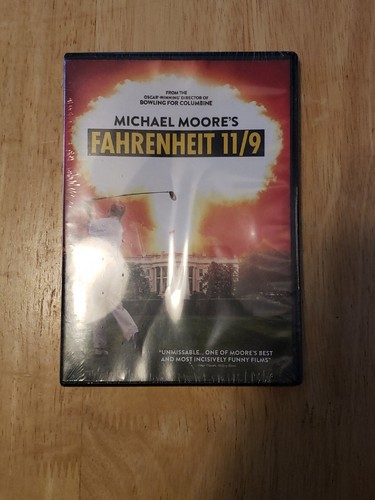 FROM THE
OSCAR®-WINNING DIRECTOR OF
BOWLING FOR COLUMBINE
MICHAEL MOORE'S
FAHRENHEIT 11/9
"UNMISSABLE... ONE OF MOORE'S BEST
AND MOST INCISIVELY FUNNY FILMS"